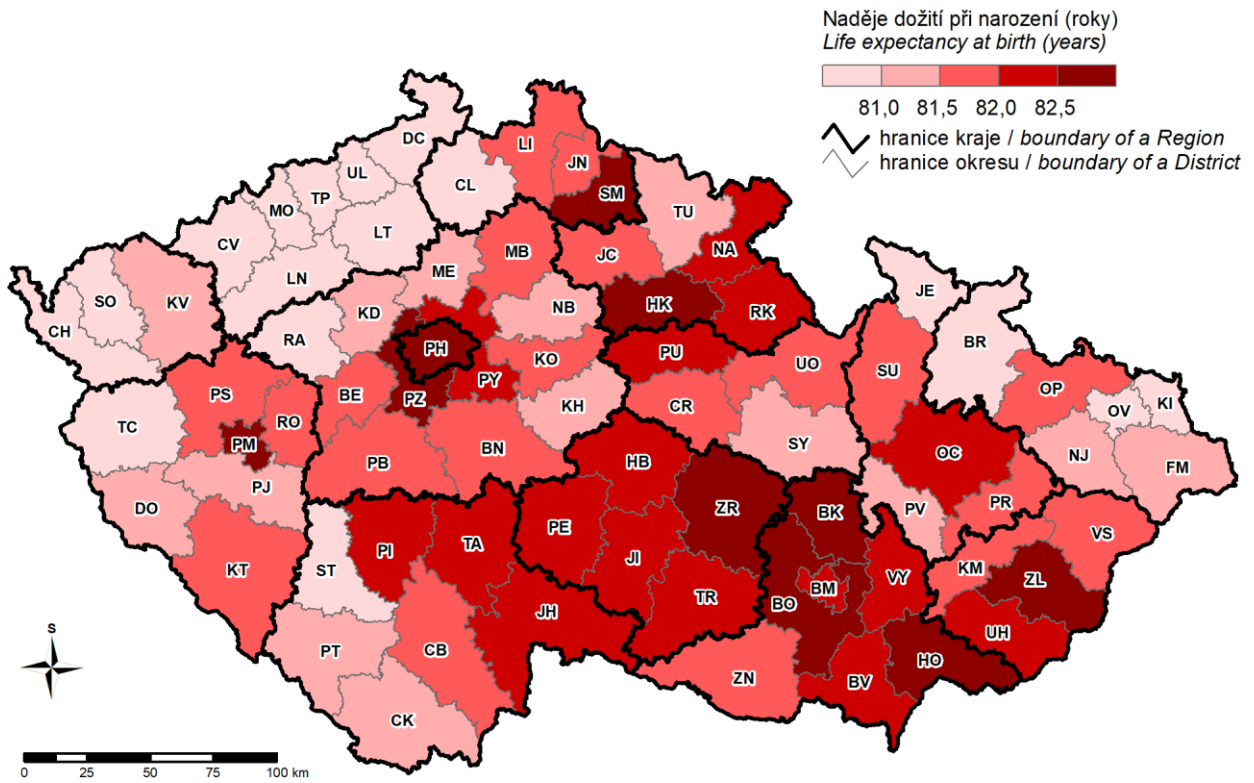 Naděje dožití při narození (roky)
Life expectancy at birth (years)
81,0 81,5 82,0 82,5
hranice kraje / boundary of a Region
hranice okresu / boundary of a District
DC
LI
UL
JN
TP
CL
SM
MO
TU
LT
CV
MB
JC
NA
ME
LN
JE
SO
KV
NB
HK
RK
KD
CH
RA
PH
BR
PU
KO
UO
SU
PY
OP
PS
BE
PZ
KI
RO
KH
CR
OV
TC
PM
SY
BN
PB
OC
NJ
HB
FM
PJ
PR
DO
ZR
PV
BK
PE
VS
PI
TA
JI
KT
ST
KM
VY
ZL
BM
TR
BO
JH
UH
PT
CB
HO
ZN
BV
CK
S
0 25 50 75 100 km